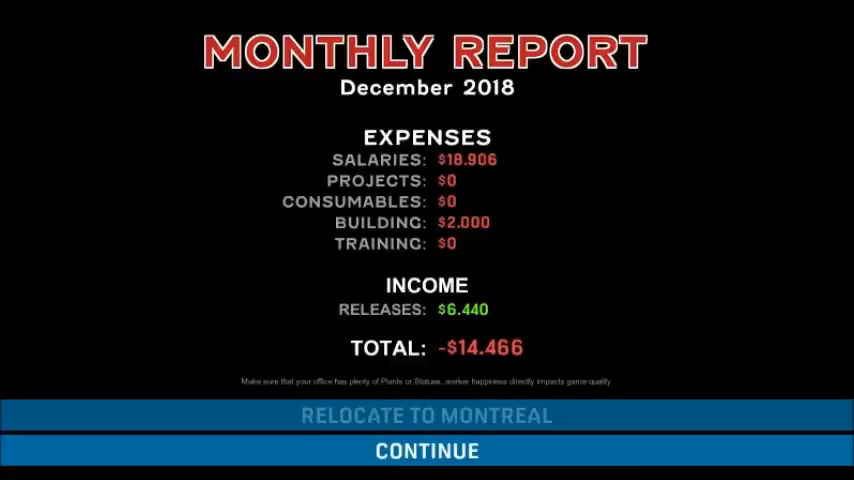 MONTHLY REPORT
December 2018
EXPENSES
SALARIES: $18.906
PROJECTS: $0
CONSUMABLES: $0
BUILDING: $2.000
TRAINING: $0
INCOME
RELEASES: $6.440
TOTAL: -$14.466
Make sure that your office has plenty of Plants or Statues, worker happiness directly impacts game quality
RELOCATE TO MONTREAL
CONTINUE